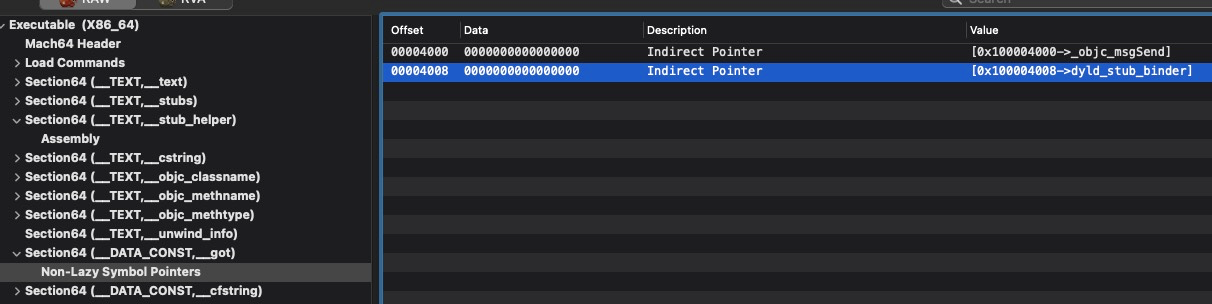 RAW
RVA
Search
Executable (X86_64)
Mach64 Header
Load Commands
Section64 (__TEXT,__text)
Section64 (__TEXT,__stubs)
Section64 (__TEXT,__stub_helper)
Assembly
Section64 (__TEXT,__cstring)
Section64 (__TEXT,__objc_classname)
Section64 (__TEXT,__objc_methname)
Section64 (__TEXT,__objc_methtype)
Section64 (__TEXT,__unwind_info)
Section64 (__DATA_CONST,__got)
Non-Lazy Symbol Pointers
Section64 (__DATA_CONST,__cfstring)
Offset Data Description Value
00004000 0000000000000000 Indirect Pointer [0x100004000->_objc_msgSend]
00004008 0000000000000000 Indirect Pointer [0x100004008->dyld_stub_binder]